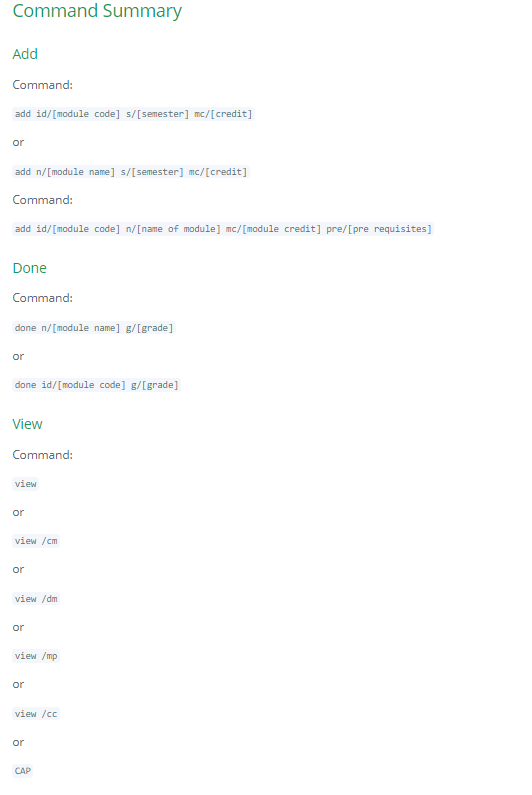 Command Summary
Add
Command:
add id/[module code] s/[semester] mc/[credit]
or
add n/[module name] s/[semester] mc/[credit]
Command:
add id/[module code] n/[name of module] mc/[module credit] pre/[pre requisites]
Done
Command:
done n/[module name] g/[grade]
or
done id/[module code] g/[grade]
View
Command:
view
or
view /cm
or
view /dm
or
view /mp
or
view /cc
or
CAP